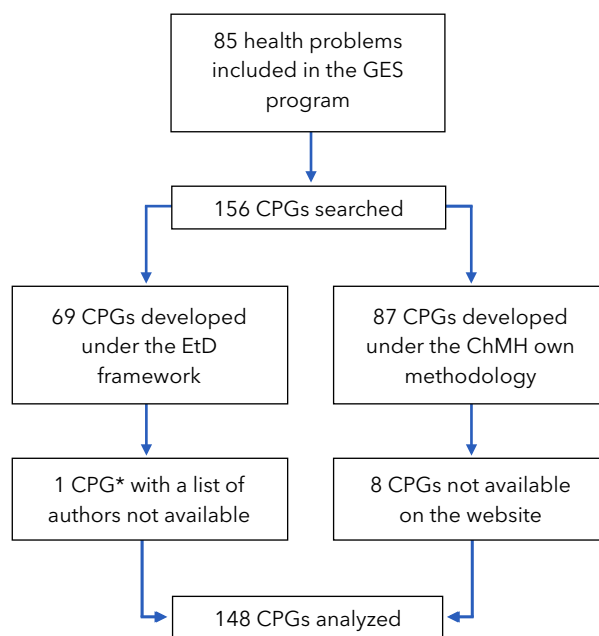 85 health problems
included in the GES
program
156 CPGs searched
69 CPGs developed
under the EtD
framework
87 CPGs developed
under the ChMH own
methodology
1 CPG* with a list of
authors not available
8 CPGs not available
on the website
148 CPGs analyzed